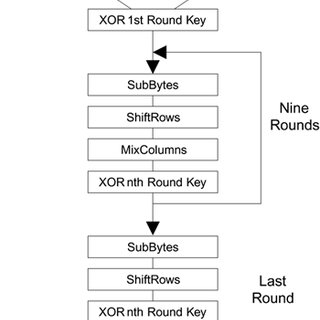 XOR 1st Round Key
SubBytes
ShiftRows
MixColumns
XOR nth Round Key
Nine
Rounds
SubBytes
ShiftRows
XOR nth Round Key
Last
Round